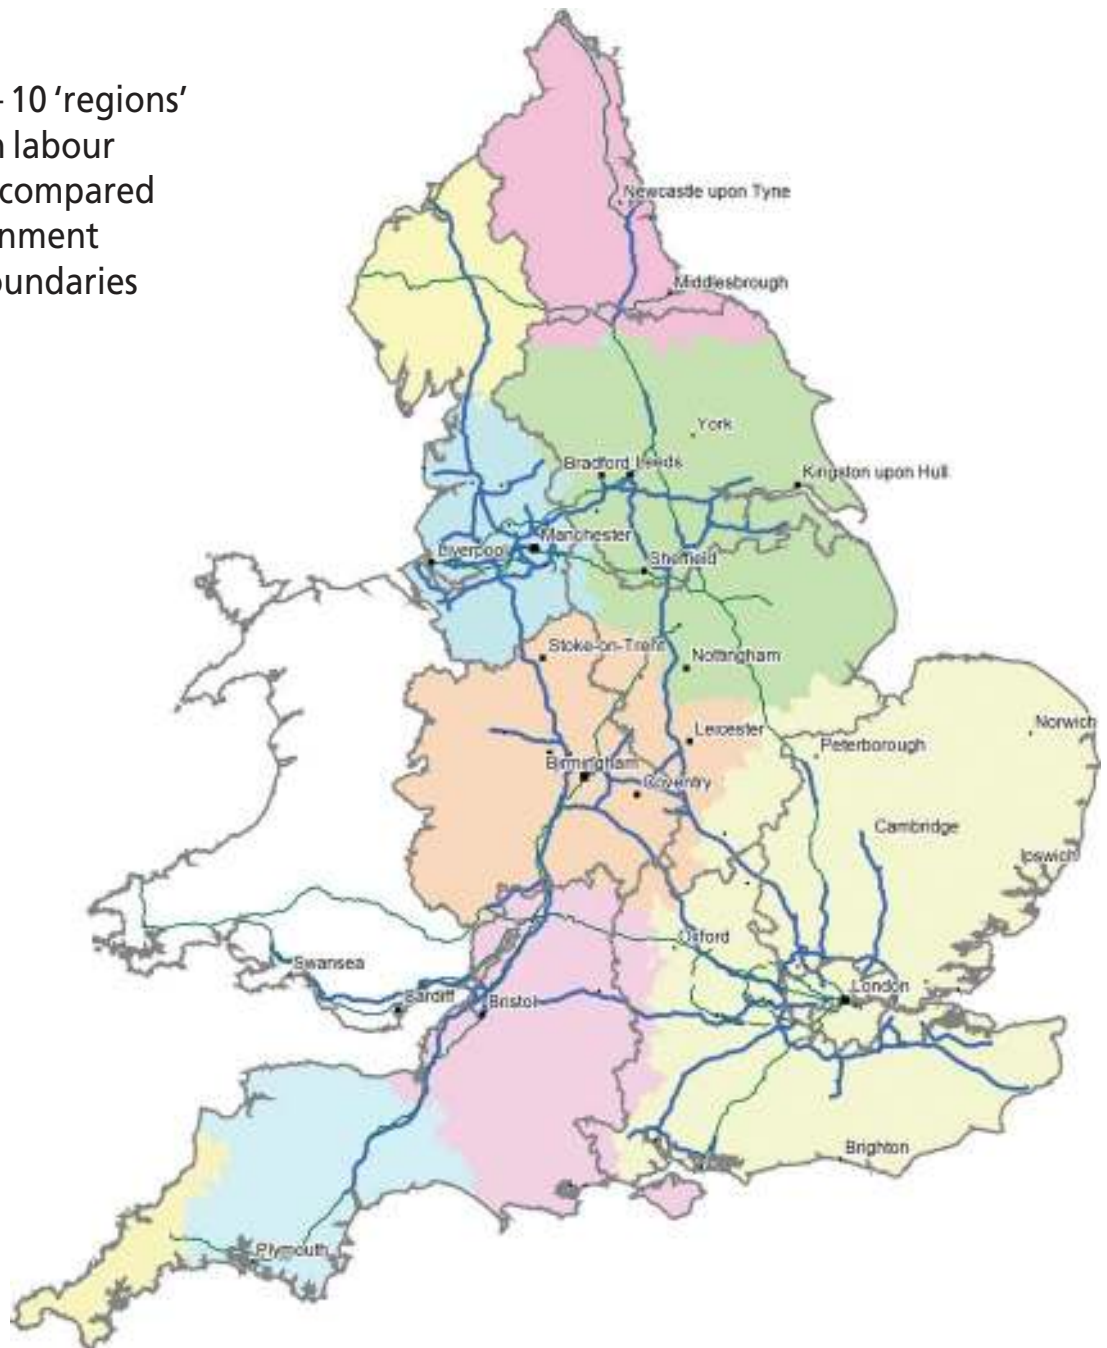 - 10 ‘regions’
labour
compared
nment
undaries
Newcastle upon Tyne
Middlesbrough
York
Bradford
Leeds
Kingston upon Hull
Manchester
Liverpool
Sheffield
Stoke-on-Trent
Nottingham
Leicester
Norwich
Peterborough
Birmingham
Coventry
Cambridge
Ipswich
Oxford
Swansea
London
Cardiff
Bristol
Brighton
Plymouth